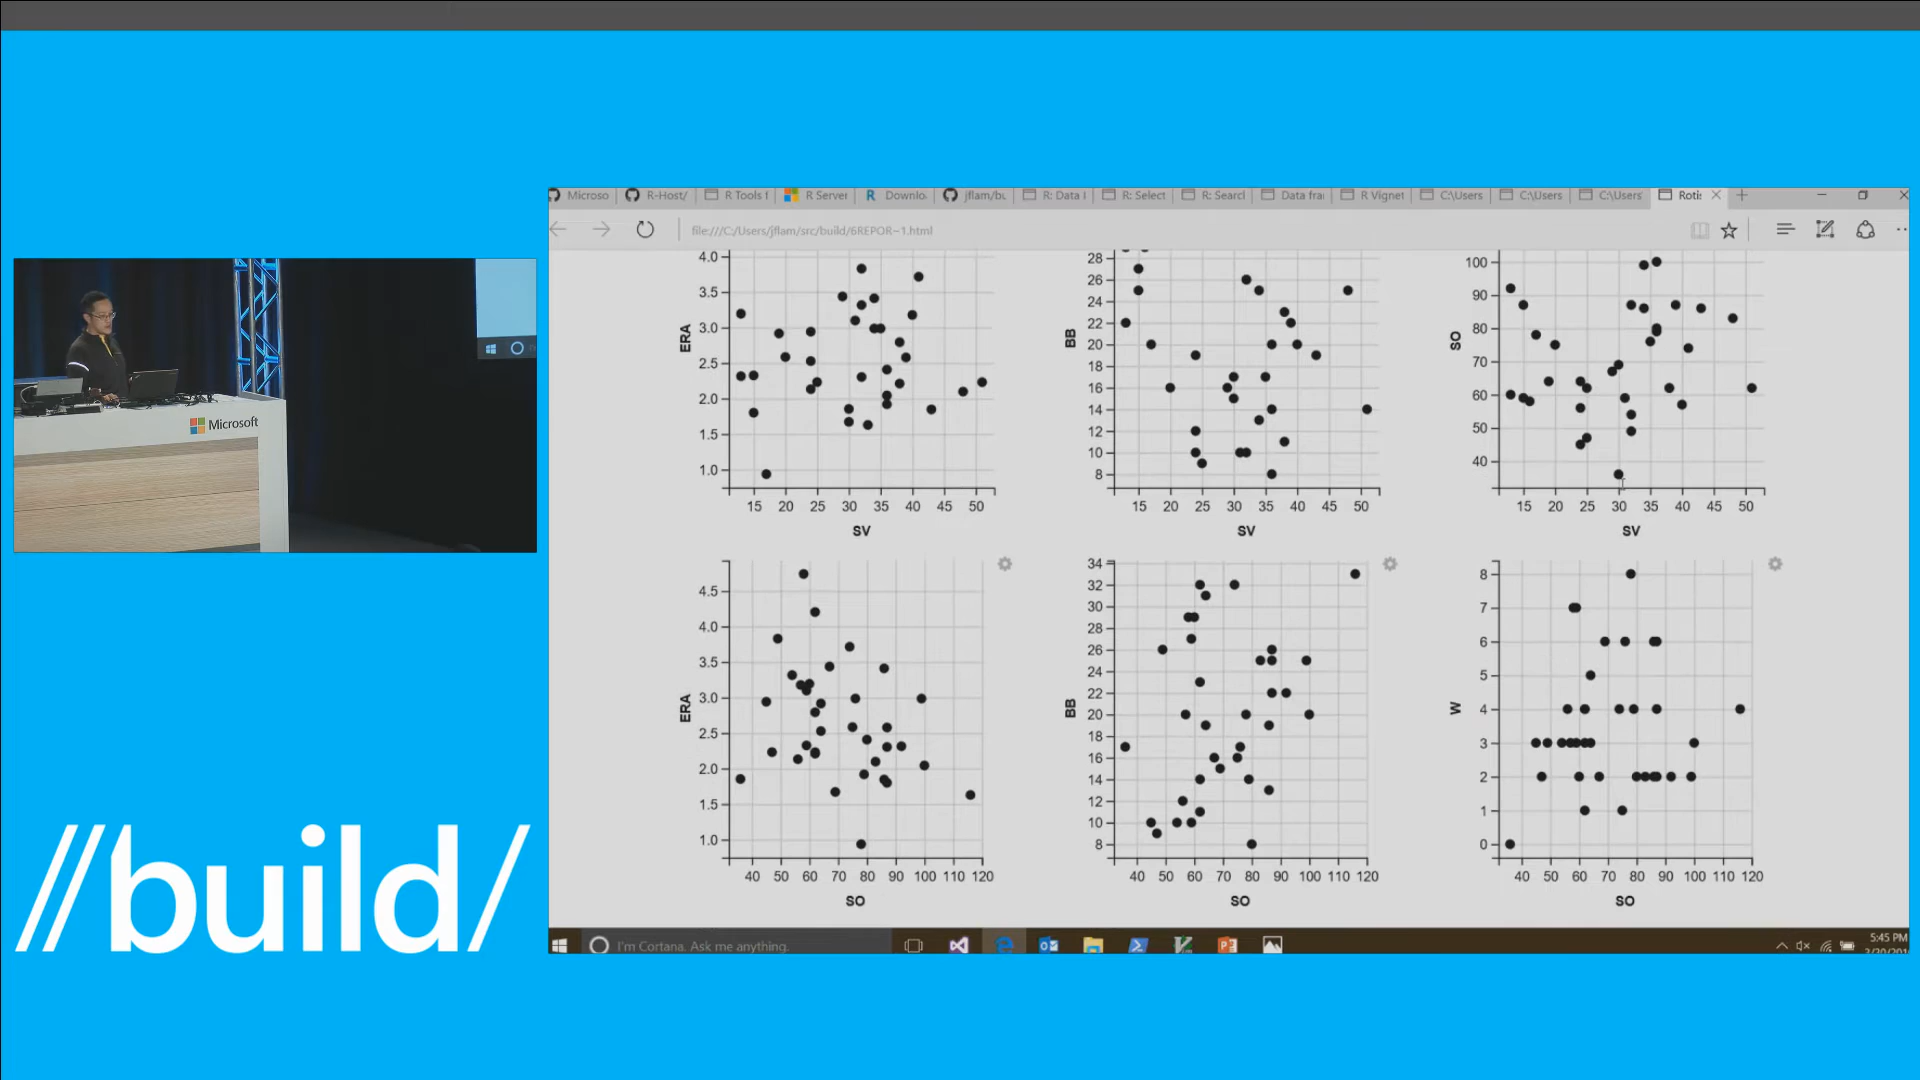 Microso
R-Host/
R Tools f
R Server
Downlo
jflam/bu
R: Data I
R: Select
R: Searcl
Data frai
R Vignet
C:\Users
C:\Users
C:\Users
Rotis
file:///C:/Users/jflam/src/build/6REPOR~1.html
4.0
3.5
3.0
2.5
2.0
1.5
1.0
ERA
15 20 25 30 35 40 45 50
SV
28
26
24
22
20
18
16
14
12
10
8
BB
15 20 25 30 35 40 45 50
SV
100
90
80
70
60
50
40
SO
15 20 25 30 35 40 45 50
SV
4.5
4.0
3.5
3.0
2.5
2.0
1.5
1.0
ERA
40 50 60 70 80 90 100 110 120
SO
34
32
30
28
26
24
22
20
18
16
14
12
10
8
BB
40 50 60 70 80 90 100 110 120
SO
8
7
6
5
4
3
2
1
0
W
40 50 60 70 80 90 100 110 120
SO
I'm Cortana. Ask me anything.
5:45 PM
Microsoft
//build/